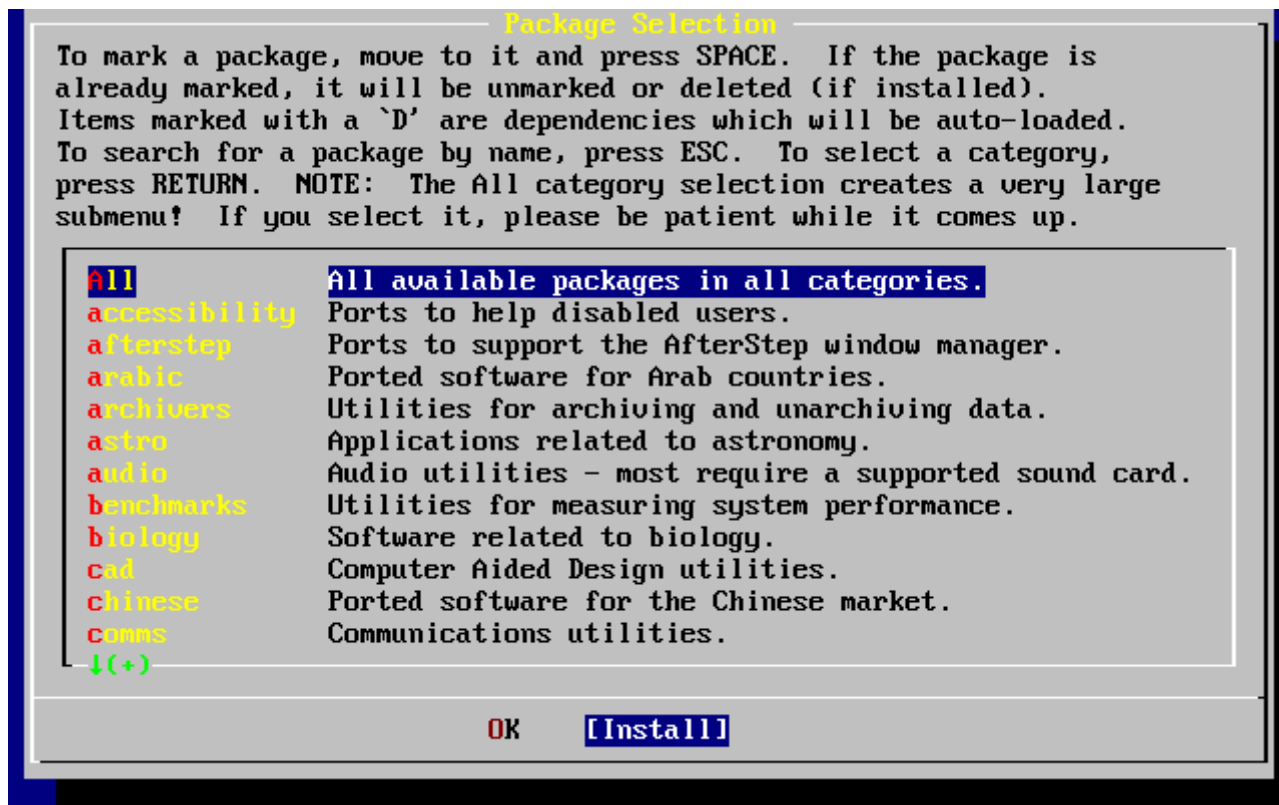 Package Selection
To mark a package, move to it and press SPACE.  If the package is
already marked, it will be unmarked or deleted (if installed).
Items marked with a `D' are dependencies which will be auto-loaded.
To search for a package by name, press ESC.  To select a category,
press RETURN.  NOTE:  The All category selection creates a very large
submenu!  If you select it, please be patient while it comes up.
All All available packages in all categories.
accessibility Ports to help disabled users.
afterstep Ports to support the AfterStep window manager.
arabic Ported software for Arab countries.
archivers Utilities for archiving and unarchiving data.
astro Applications related to astronomy.
audio Audio utilities - most require a supported sound card.
benchmarks Utilities for measuring system performance.
biology Software related to biology.
cad Computer Aided Design utilities.
chinese Ported software for the Chinese market.
comms Communications utilities.
↓(+)
OK [Install]